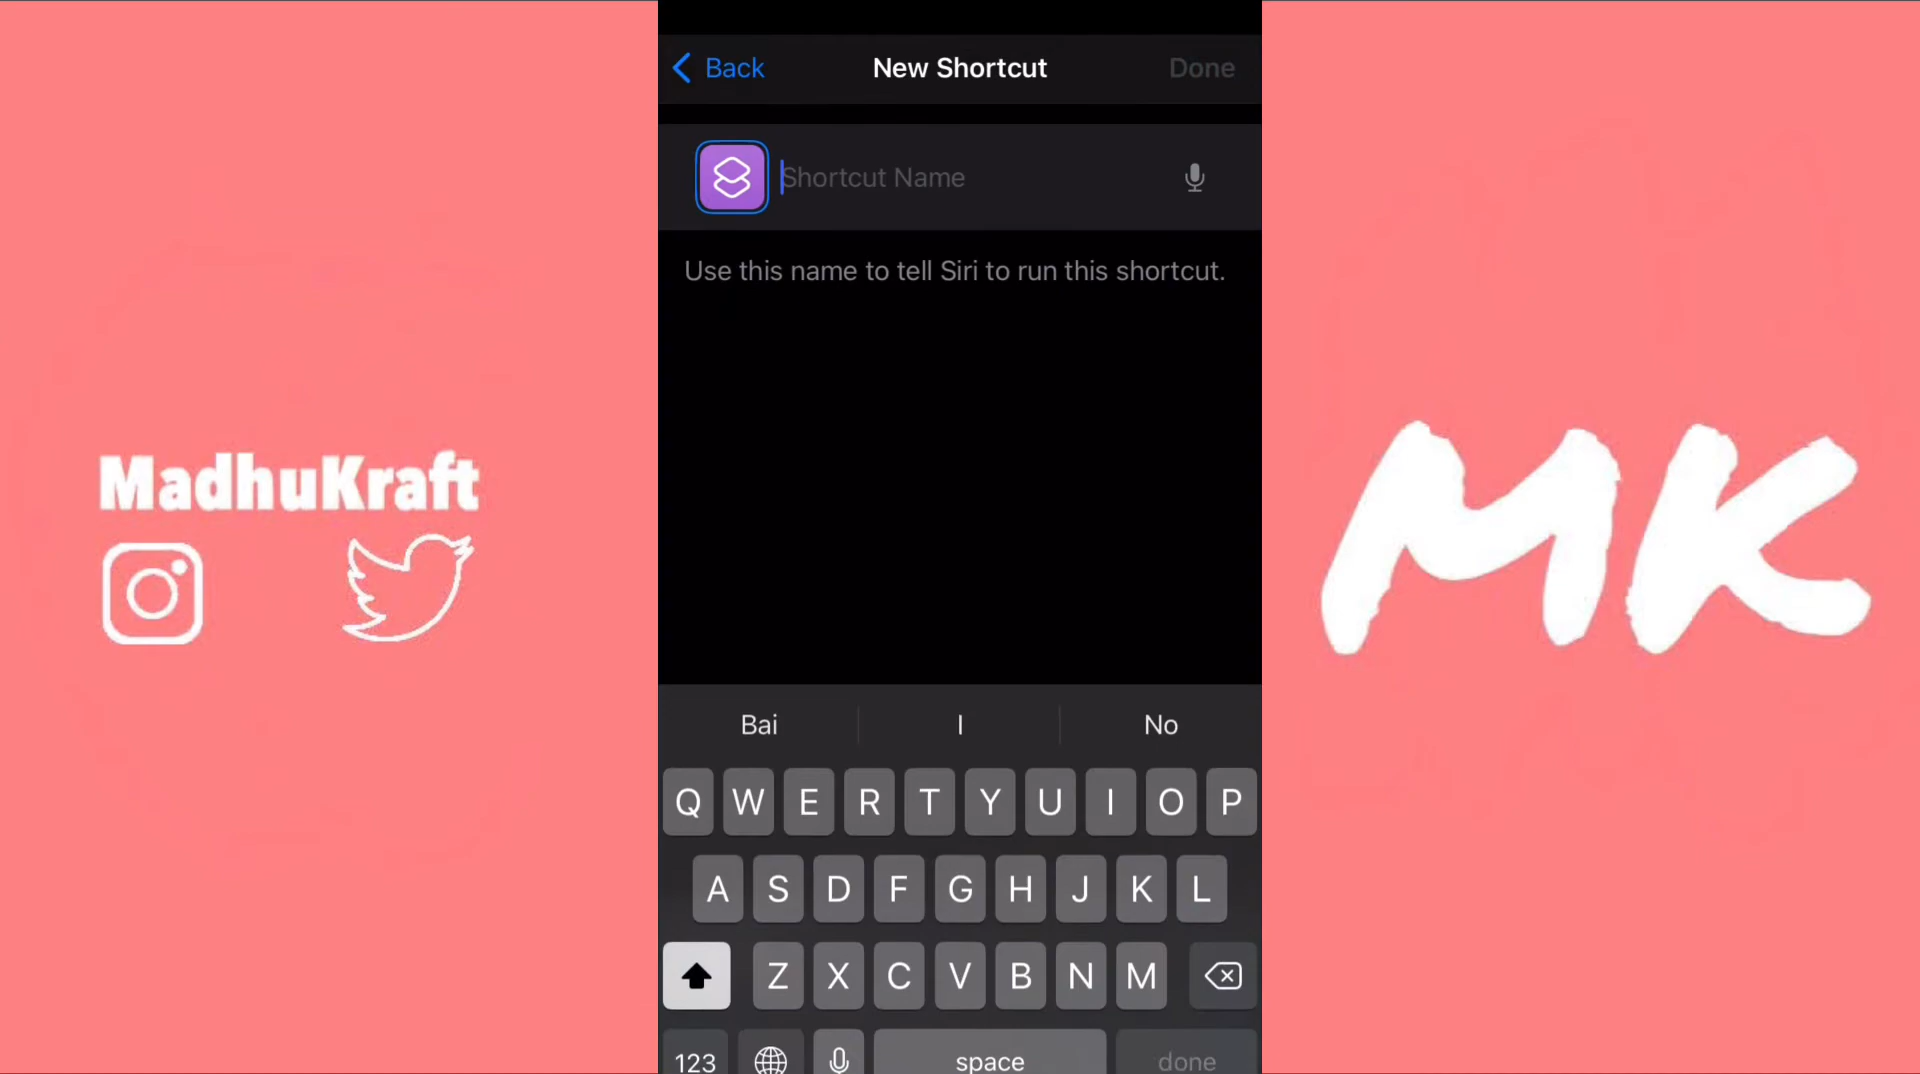 Back New Shortcut Done
Shortcut Name
Use this name to tell Siri to run this shortcut.
MadhuKraft
MK
Bai I No
Q W E R T Y U I O P
A S D F G H J K L
Z X C V B N M
123 space done